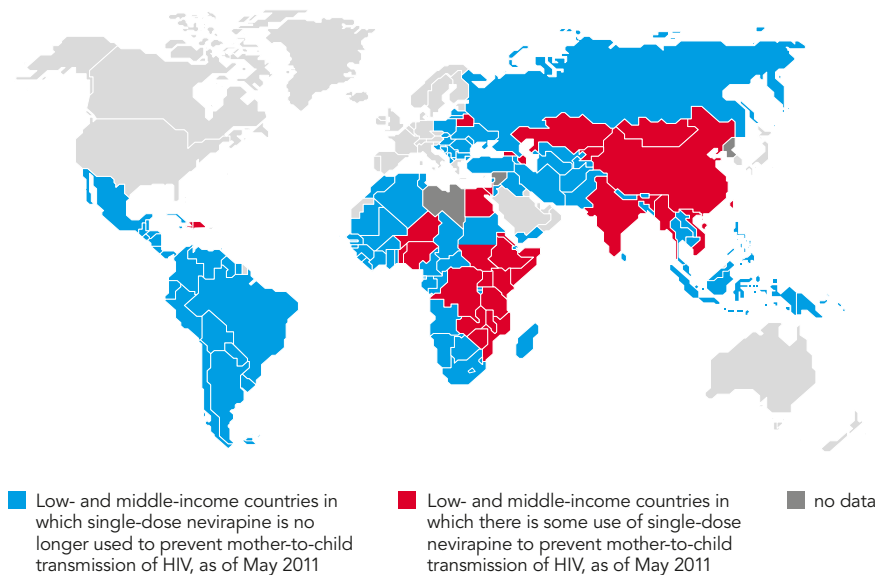 Low- and middle-income countries in
which single-dose nevirapine is no
longer used to prevent mother-to-child
transmission of HIV, as of May 2011
Low- and middle-income countries in
which there is some use of single-dose
nevirapine to prevent mother-to-child
transmission of HIV, as of May 2011
no data